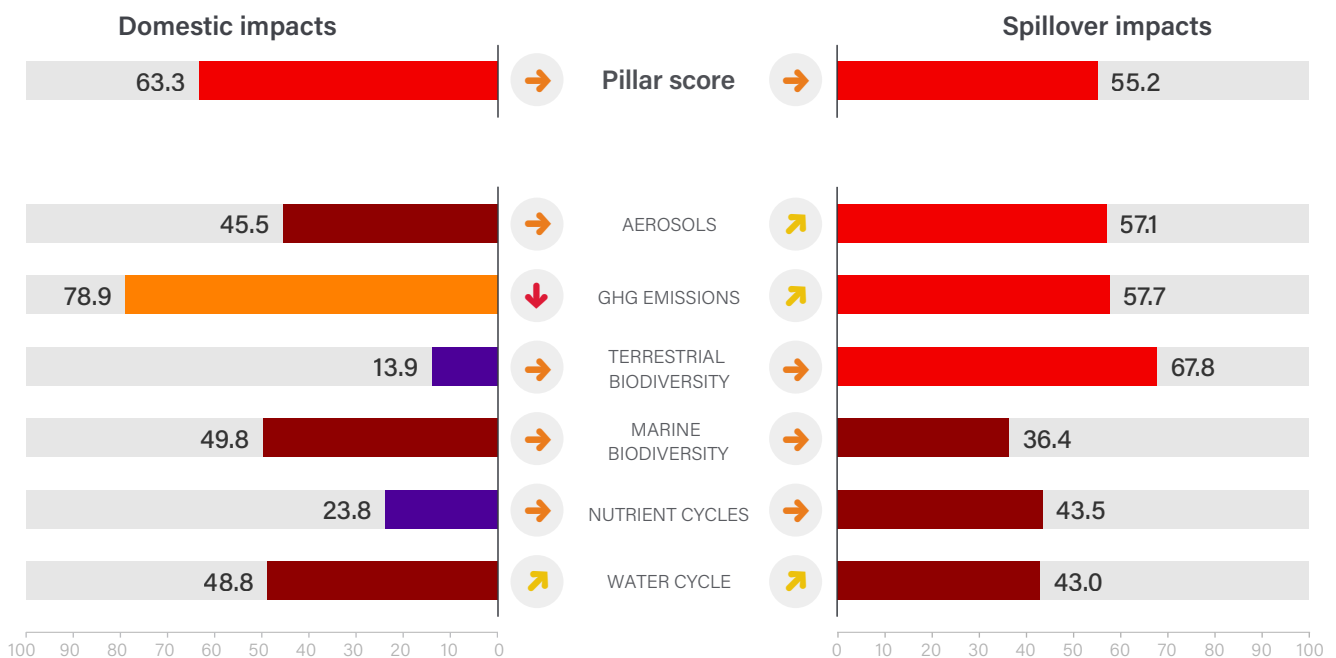 Domestic impacts
Spillover impacts
63.3
Pillar score
55.2
45.5
AEROSOLS
57.1
78.9
GHG EMISSIONS
57.7
13.9
TERRESTRIAL
BIODIVERSITY
67.8
49.8
MARINE
BIODIVERSITY
36.4
23.8
NUTRIENT CYCLES
43.5
48.8
WATER CYCLE
43.0
100 90 80 70 60 50 40 30 20 10 0
0 10 20 30 40 50 60 70 80 90 100